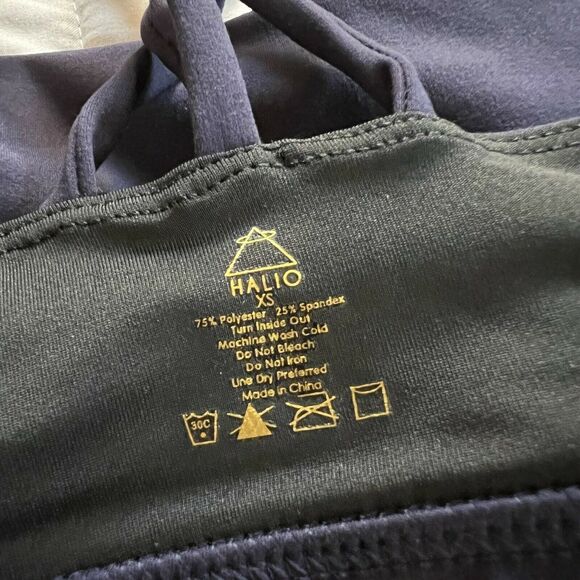 HALIO
XS
75% Polyester 25% Spandex
Turn Inside Out
Machine Wash Cold
Do Not Bleach
Do Not Iron
Line Dry Preferred
Made in China
30C